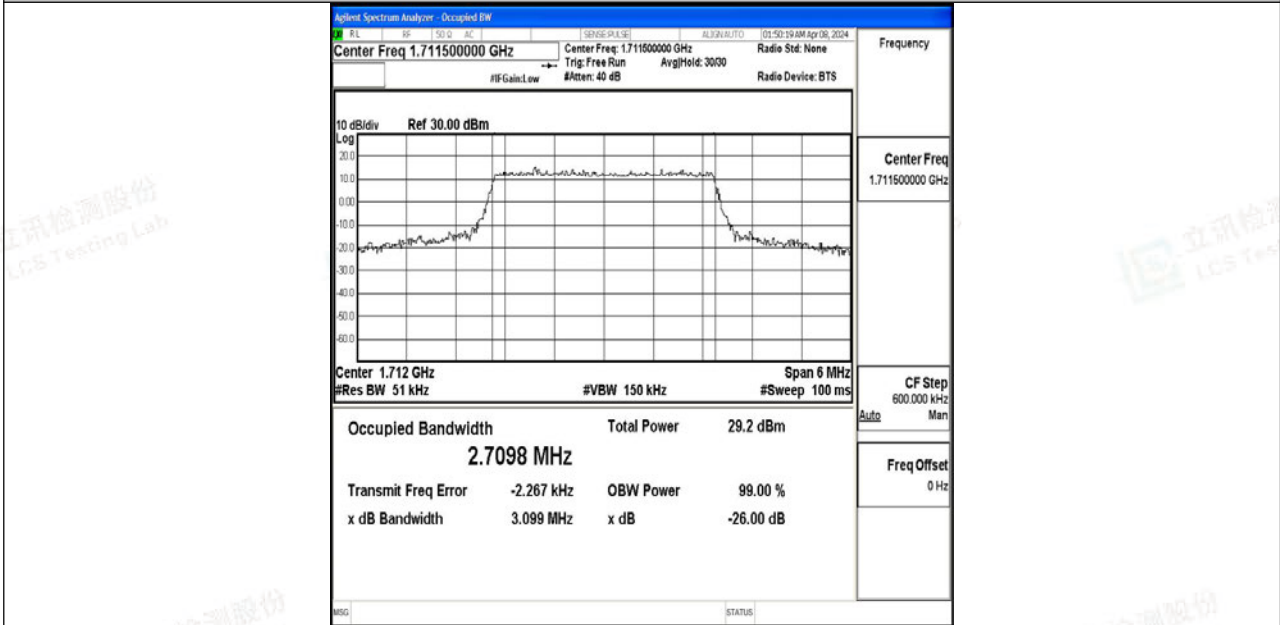 Agilent Spectrum Analyzer - Occupied BW
RL RF 50 Ω AC SENSE:PULSE ALIGNAUTO 01:50:19 AM Apr 08, 2024
Center Freq 1.711500000 GHz
Center Freq: 1.711500000 GHz
Radio Std: None
Trig: Free Run Avg|Hold: 30/30
#IFGain:Low #Atten: 40 dB Radio Device: BTS
Frequency
10 dB/div Ref 30.00 dBm
Log
20.0
10.0
0.00
-10.0
-20.0
-30.0
-40.0
-50.0
-60.0
Center Freq
1.711500000 GHz
Center 1.712 GHz Span 6 MHz
#Res BW 51 kHz #VBW 150 kHz #Sweep 100 ms
CF Step
600.000 kHz
Auto Man
Occupied Bandwidth Total Power 29.2 dBm
2.7098 MHz
Transmit Freq Error -2.267 kHz OBW Power 99.00 %
x dB Bandwidth 3.099 MHz x dB -26.00 dB
Freq Offset
0 Hz
MSG STATUS
立讯检测股份
LCS Testing Lab
立讯检测
LCS Tes